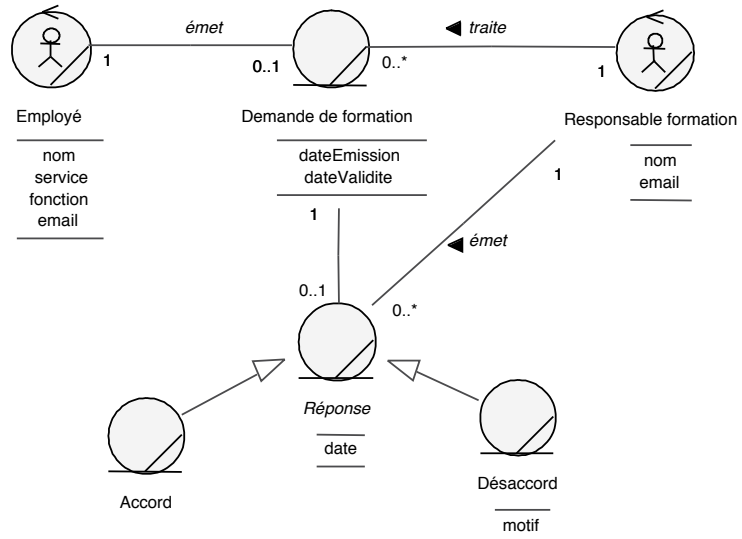 émet
traite
1
0..1
0..*
1
Employé
Demande de formation
Responsable formation
nom
service
fonction
email
dateEmission
dateValidite
nom
email
1
1
émet
0..1
0..*
Réponse
date
Accord
Désaccord
motif